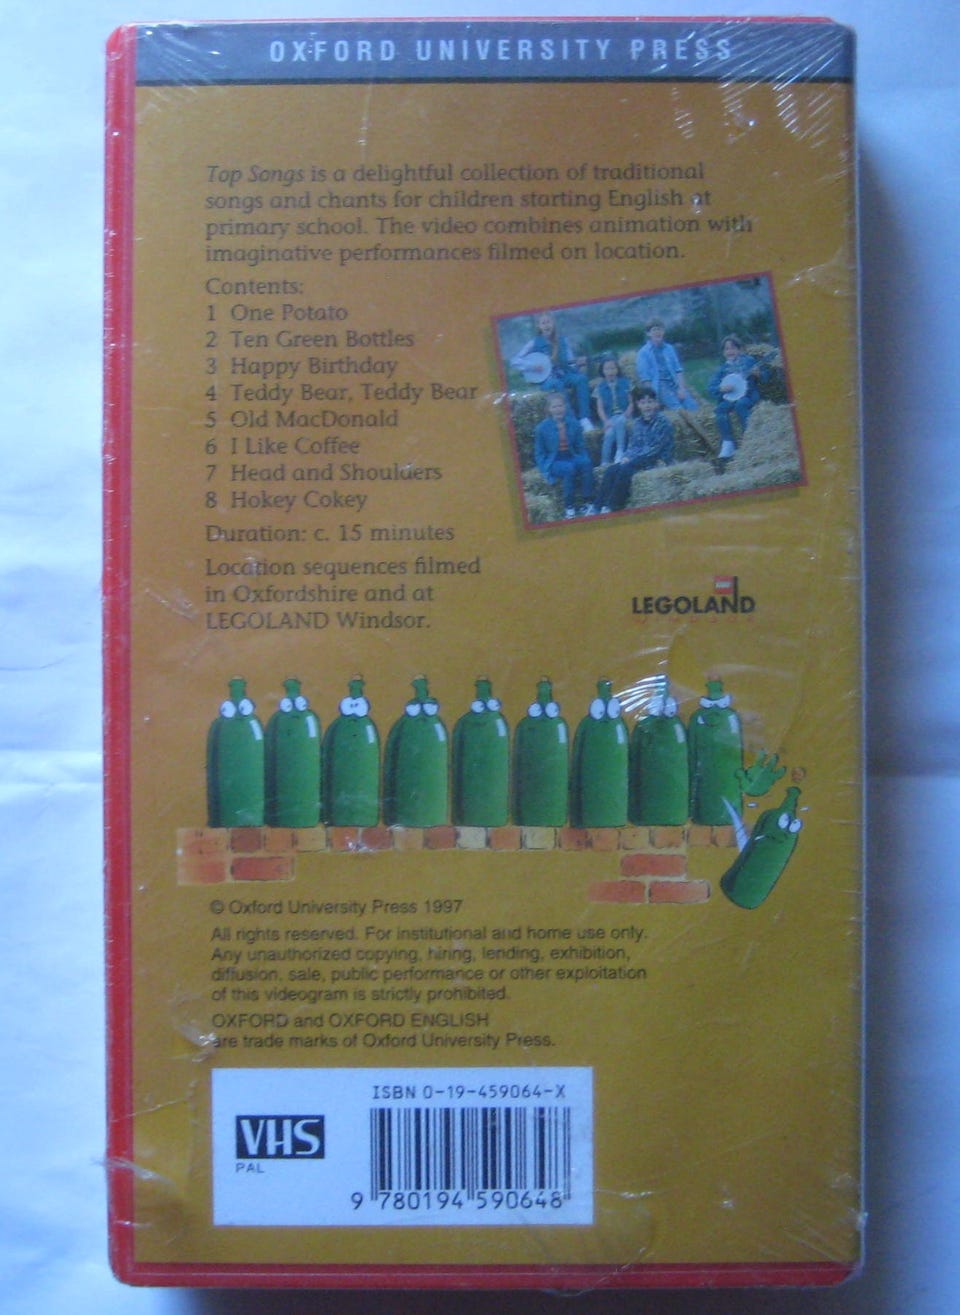 OXFORD UNIVERSITY PRESS
Top Songs is a delightful collection of traditional
songs and chants for children starting English at
primary school. The video combines animation with
imaginative performances filmed on location.
Contents:
1 One Potato
2 Ten Green Bottles
3 Happy Birthday
4 Teddy Bear, Teddy Bear
5 Old MacDonald
6 I Like Coffee
7 Head and Shoulders
8 Hokey Cokey
Duration: c. 15 minutes
Location sequences filmed
in Oxfordshire and at
LEGOLAND Windsor.
LEGO
LEGOLAND
WINDSOR
© Oxford University Press 1997
All rights reserved. For institutional and home use only.
Any unauthorized copying, hiring, lending, exhibition,
diffusion, sale, public performance or other exploitation
of this videogram is strictly prohibited.
OXFORD and OXFORD ENGLISH
are trade marks of Oxford University Press.
ISBN 0-19-459064-X
VHS
PAL
9 780194 590648